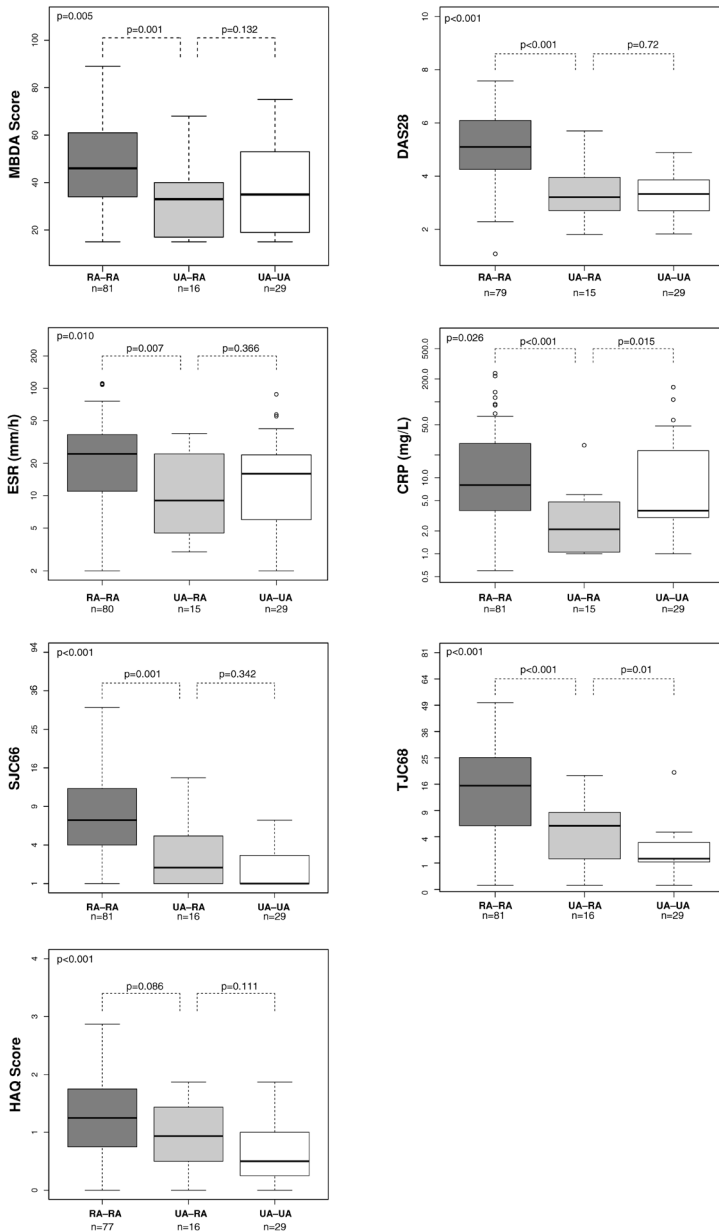 MBDA Score
p=0.005
p=0.001
p=0.132
20 40 60 80 100
RA–RA UA–RA UA–UA
n=81 n=16 n=29
DAS28
p<0.001
p<0.001
p=0.72
2 4 6 8 10
RA–RA UA–RA UA–UA
n=79 n=15 n=29
ESR (mm/h)
p=0.010
p=0.007
p=0.366
2 5 10 20 50 100 200
RA–RA UA–RA UA–UA
n=80 n=15 n=29
CRP (mg/L)
p=0.026
p<0.001
p=0.015
0.5 1.0 2.0 5.0 10.0 50.0 200.0 500.0
RA–RA UA–RA UA–UA
n=81 n=15 n=29
SJC66
p<0.001
p=0.001
p=0.342
1 4 9 16 25 36 94
RA–RA UA–RA UA–UA
n=81 n=16 n=29
TJC68
p<0.001
p<0.001
p=0.01
0 1 4 9 16 25 36 49 64 81
RA–RA UA–RA UA–UA
n=81 n=16 n=29
HAQ Score
p<0.001
p=0.086
p=0.111
0 1 2 3 4
RA–RA UA–RA UA–UA
n=77 n=16 n=29